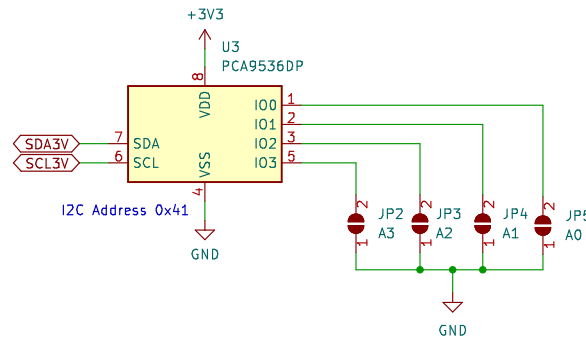 +3V3
U3
PCA9536DP
8
VDD
IO0 1
IO1 2
SDA3V 7 SDA IO2 3
SCL3V 6 SCL IO3 5
VSS
4
I2C Address 0x41
GND
2 2 2 2
JP2 JP3 JP4 JP5
A3 A2 A1 A0
1 1 1 1
GND